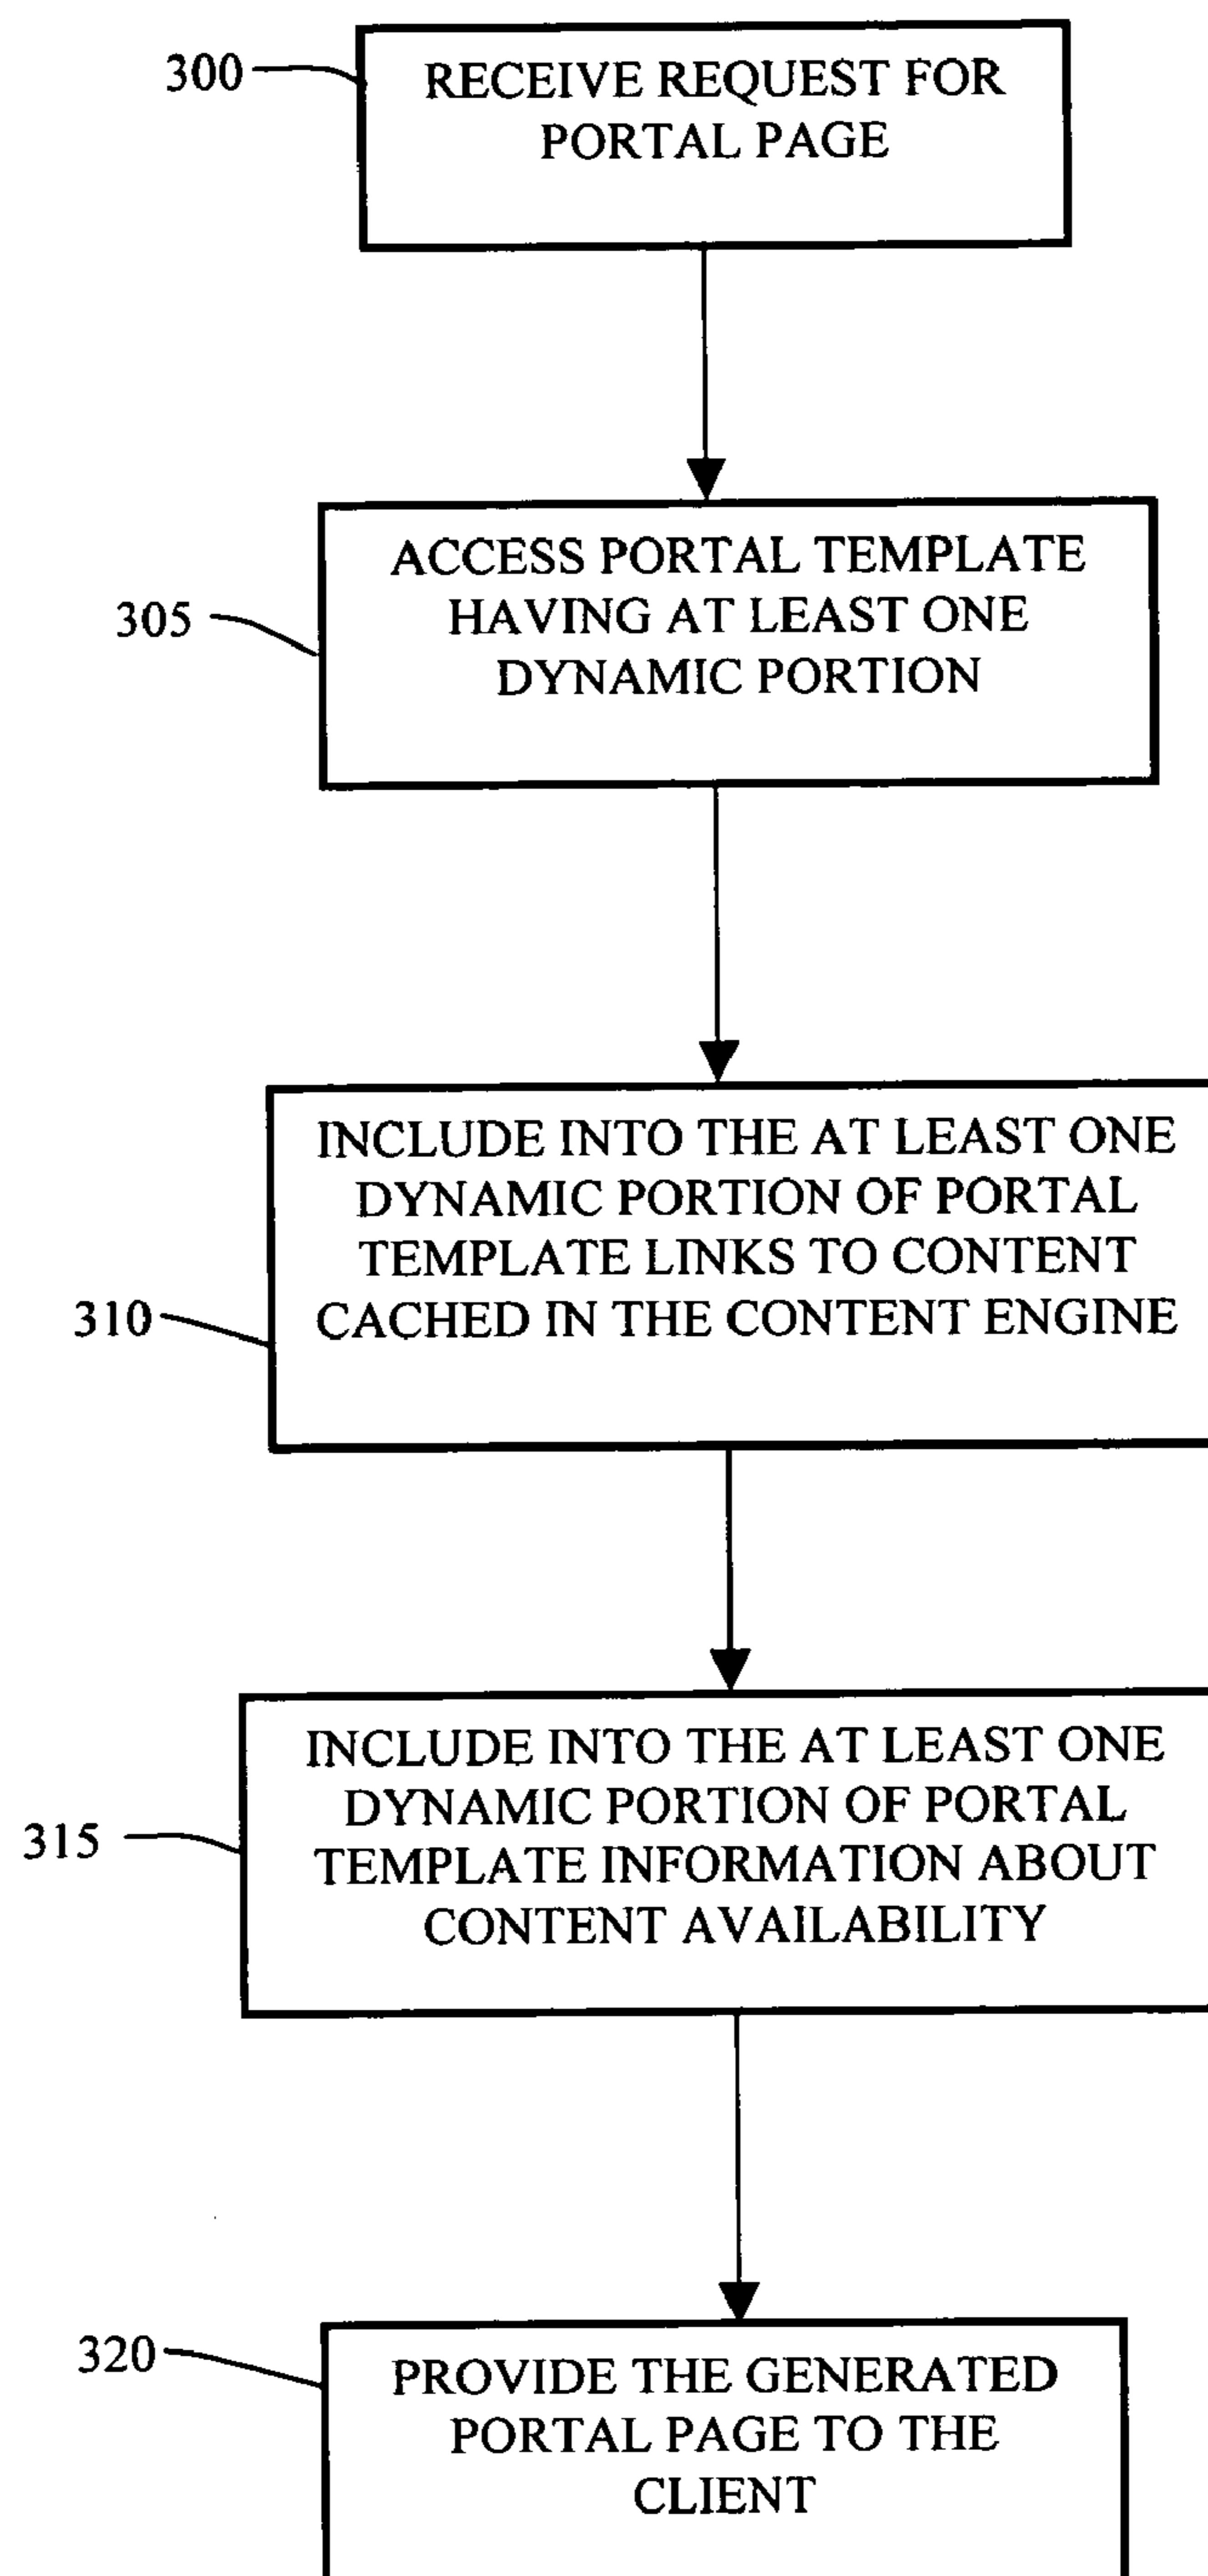 300
RECEIVE REQUEST FOR
PORTAL PAGE
305
ACCESS PORTAL TEMPLATE
HAVING AT LEAST ONE
DYNAMIC PORTION
310
INCLUDE INTO THE AT LEAST ONE
DYNAMIC PORTION OF PORTAL
TEMPLATE LINKS TO CONTENT
CACHED IN THE CONTENT ENGINE
315
INCLUDE INTO THE AT LEAST ONE
DYNAMIC PORTION OF PORTAL
TEMPLATE INFORMATION ABOUT
CONTENT AVAILABILITY
320
PROVIDE THE GENERATED
PORTAL PAGE TO THE
CLIENT